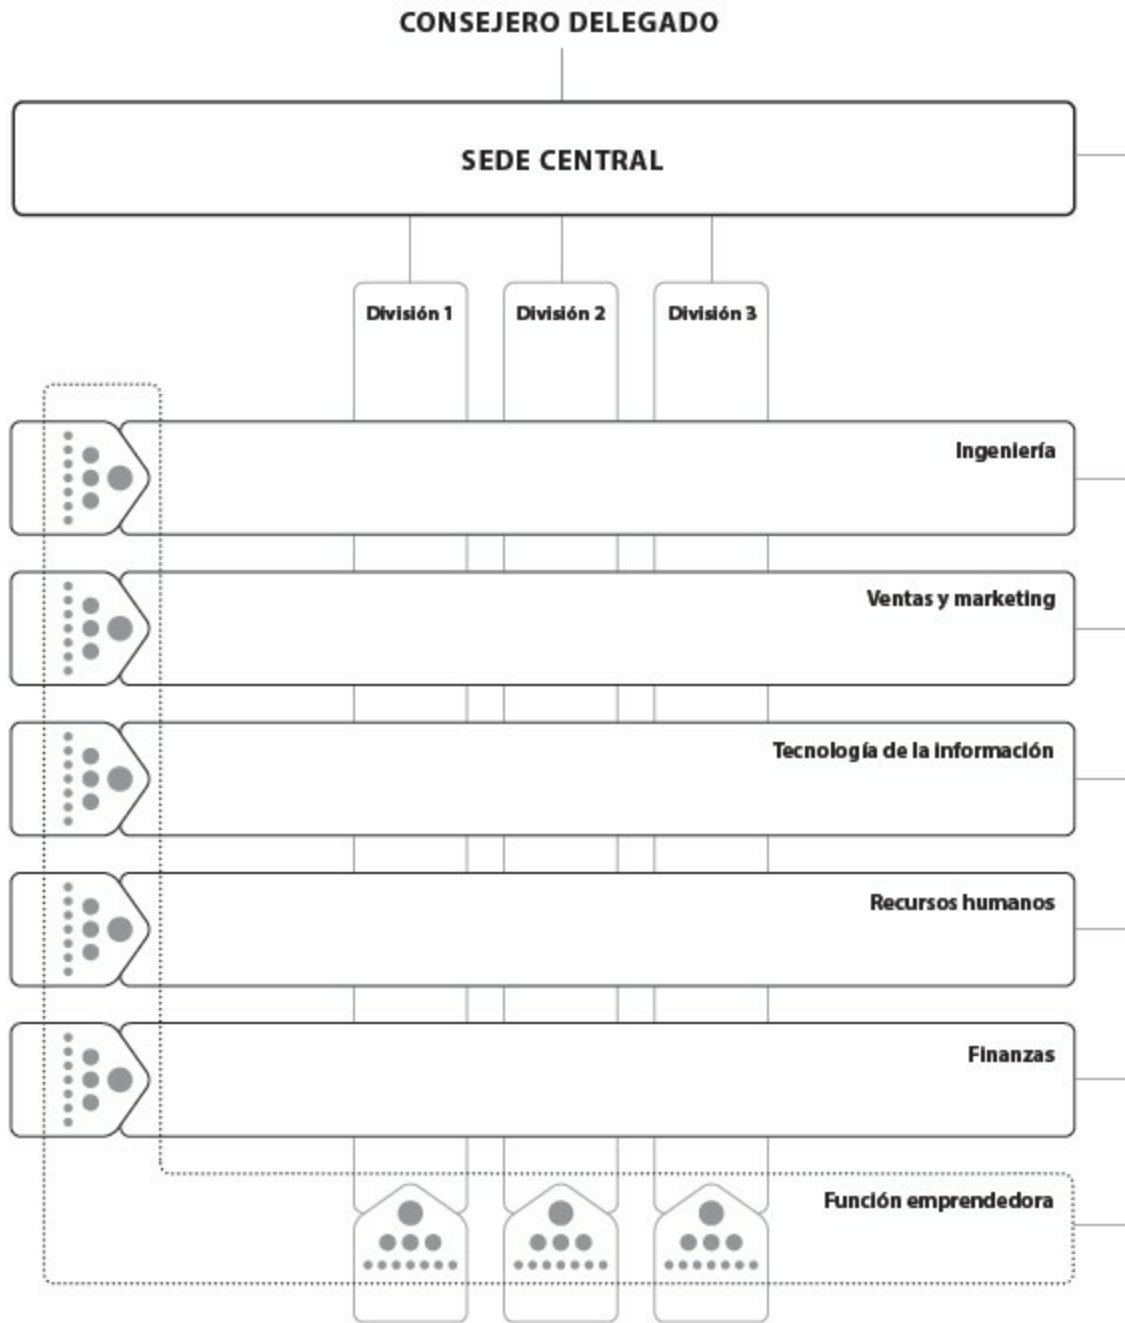 CONSEJERO DELEGADO
SEDE CENTRAL
División 1
División 2
División 3
Ingeniería
Ventas y marketing
Tecnología de la información
Recursos humanos
Finanzas
Función emprendedora